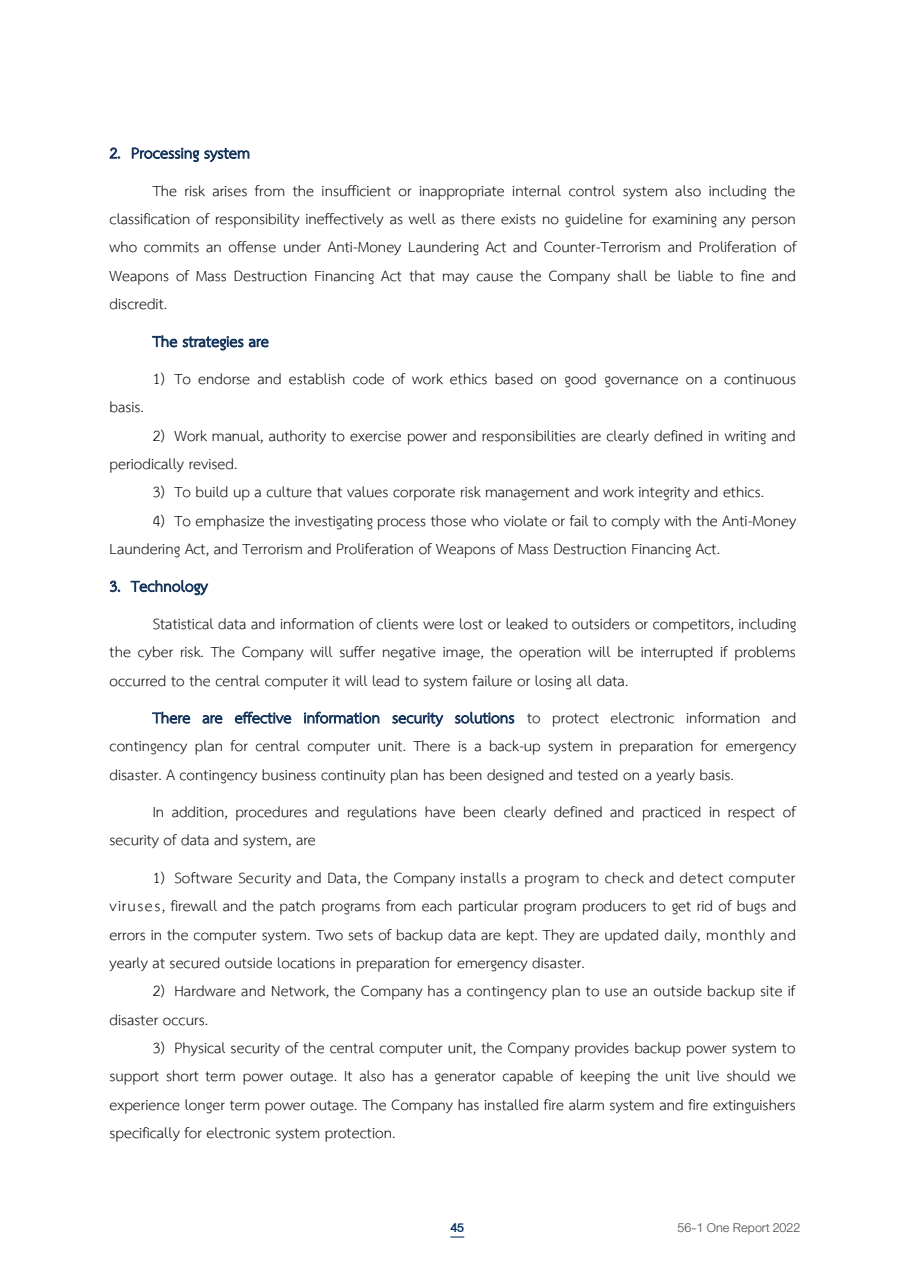 2. Processing system
The risk arises from the insufficient or inappropriate internal control system also including the
classification of responsibility ineffectively as well as there exists no guideline for examining any person
who commits an offense under Anti-Money Laundering Act and Counter-Terrorism and Proliferation of
Weapons of Mass Destruction Financing Act that may cause the Company shall be liable to fine and
discredit.
The strategies are
1) To endorse and establish code of work ethics based on good governance on a continuous
basis.
2) Work manual, authority to exercise power and responsibilities are clearly defined in writing and
periodically revised.
3) To build up a culture that values corporate risk management and work integrity and ethics.
4) To emphasize the investigating process those who violate or fail to comply with the Anti-Money
Laundering Act, and Terrorism and Proliferation of Weapons of Mass Destruction Financing Act.
3. Technology
Statistical data and information of clients were lost or leaked to outsiders or competitors, including
the cyber risk. The Company will suffer negative image, the operation will be interrupted if problems
occurred to the central computer it will lead to system failure or losing all data.
There are effective information security solutions to protect electronic information and
contingency plan for central computer unit. There is a back-up system in preparation for emergency
disaster. A contingency business continuity plan has been designed and tested on a yearly basis.
In addition, procedures and regulations have been clearly defined and practiced in respect of
security of data and system, are
1) Software Security and Data, the Company installs a program to check and detect computer
viruses, firewall and the patch programs from each particular program producers to get rid of bugs and
errors in the computer system. Two sets of backup data are kept. They are updated daily, monthly and
yearly at secured outside locations in preparation for emergency disaster.
2) Hardware and Network, the Company has a contingency plan to use an outside backup site if
disaster occurs.
3) Physical security of the central computer unit, the Company provides backup power system to
support short term power outage. It also has a generator capable of keeping the unit live should we
experience longer term power outage. The Company has installed fire alarm system and fire extinguishers
specifically for electronic system protection.
45
56-1 One Report 2022